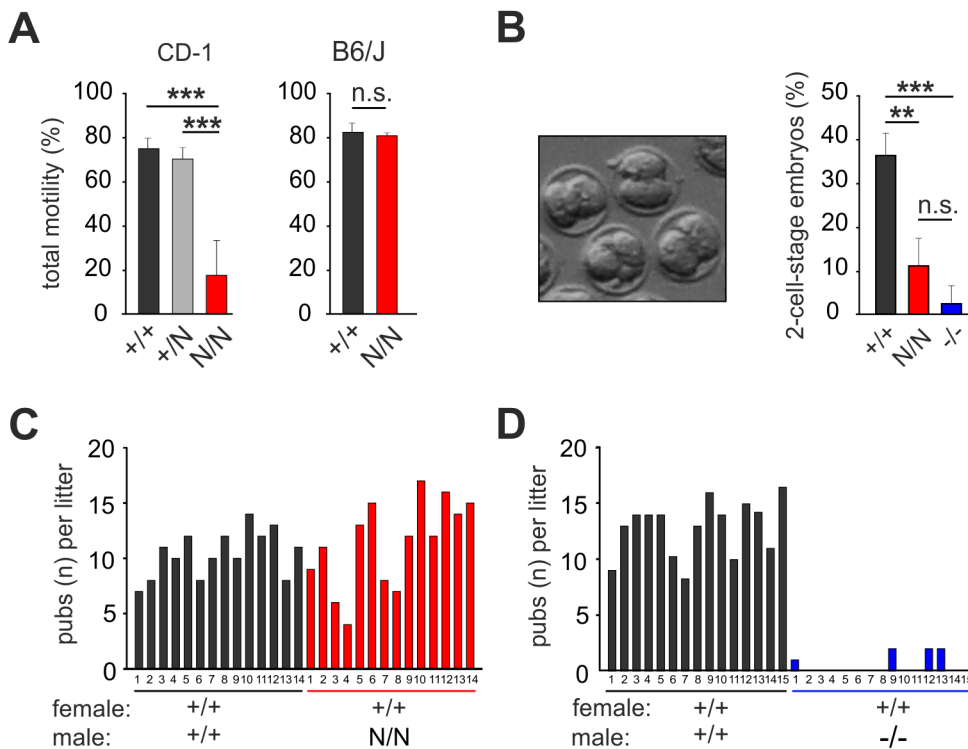 A
CD-1
B6/J
total motility (%)
100
80
60
40
20
0
***
***
+/+
+/N
N/N
100
80
60
40
20
0
n.s.
+/+
N/N
B
2-cell-stage embryos (%)
50
40
30
20
10
0
***
**
n.s.
+/+
N/N
-/-
C
pubs (n) per litter
20
15
10
5
0
1 2 3 4 5 6 7 8 9 10 11 12 13 14 1 2 3 4 5 6 7 8 9 10 11 12 13 14
female: +/+ +/+
male: +/+ N/N
D
pubs (n) per litter
20
15
10
5
0
1 2 3 4 5 6 7 8 9 10 11 12 13 14 15 1 2 3 4 5 6 7 8 9 10 11 12 13 14 15
female: +/+ +/+
male: +/+ -/-